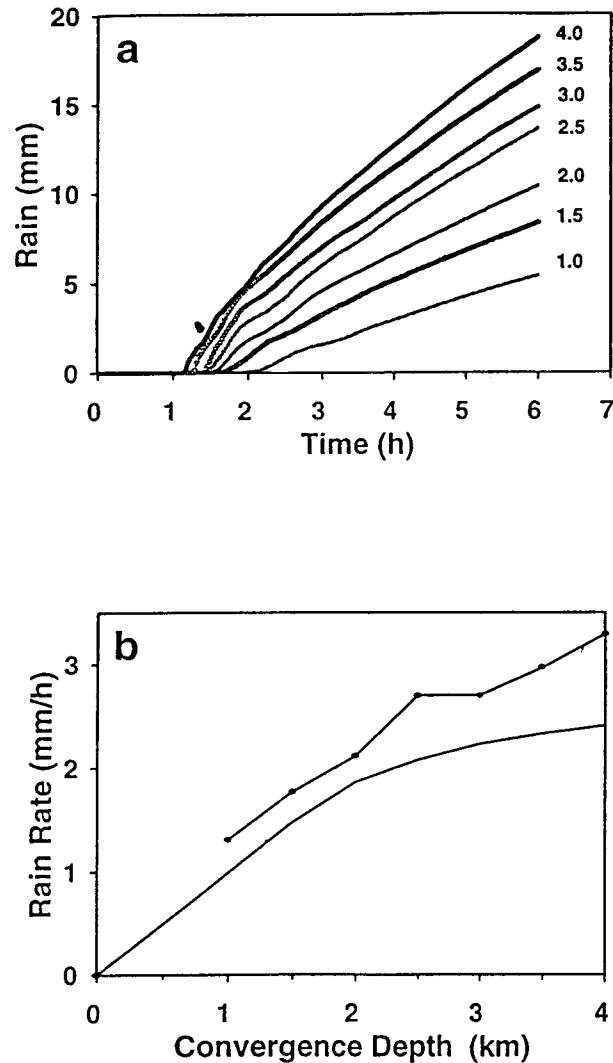 a
20
15
10
5
0
Rain (mm)
4.0
3.5
3.0
2.5
2.0
1.5
1.0
0 1 2 3 4 5 6 7
Time (h)
b
3
2
1
0
Rain Rate (mm/h)
0 1 2 3 4
Convergence Depth (km)